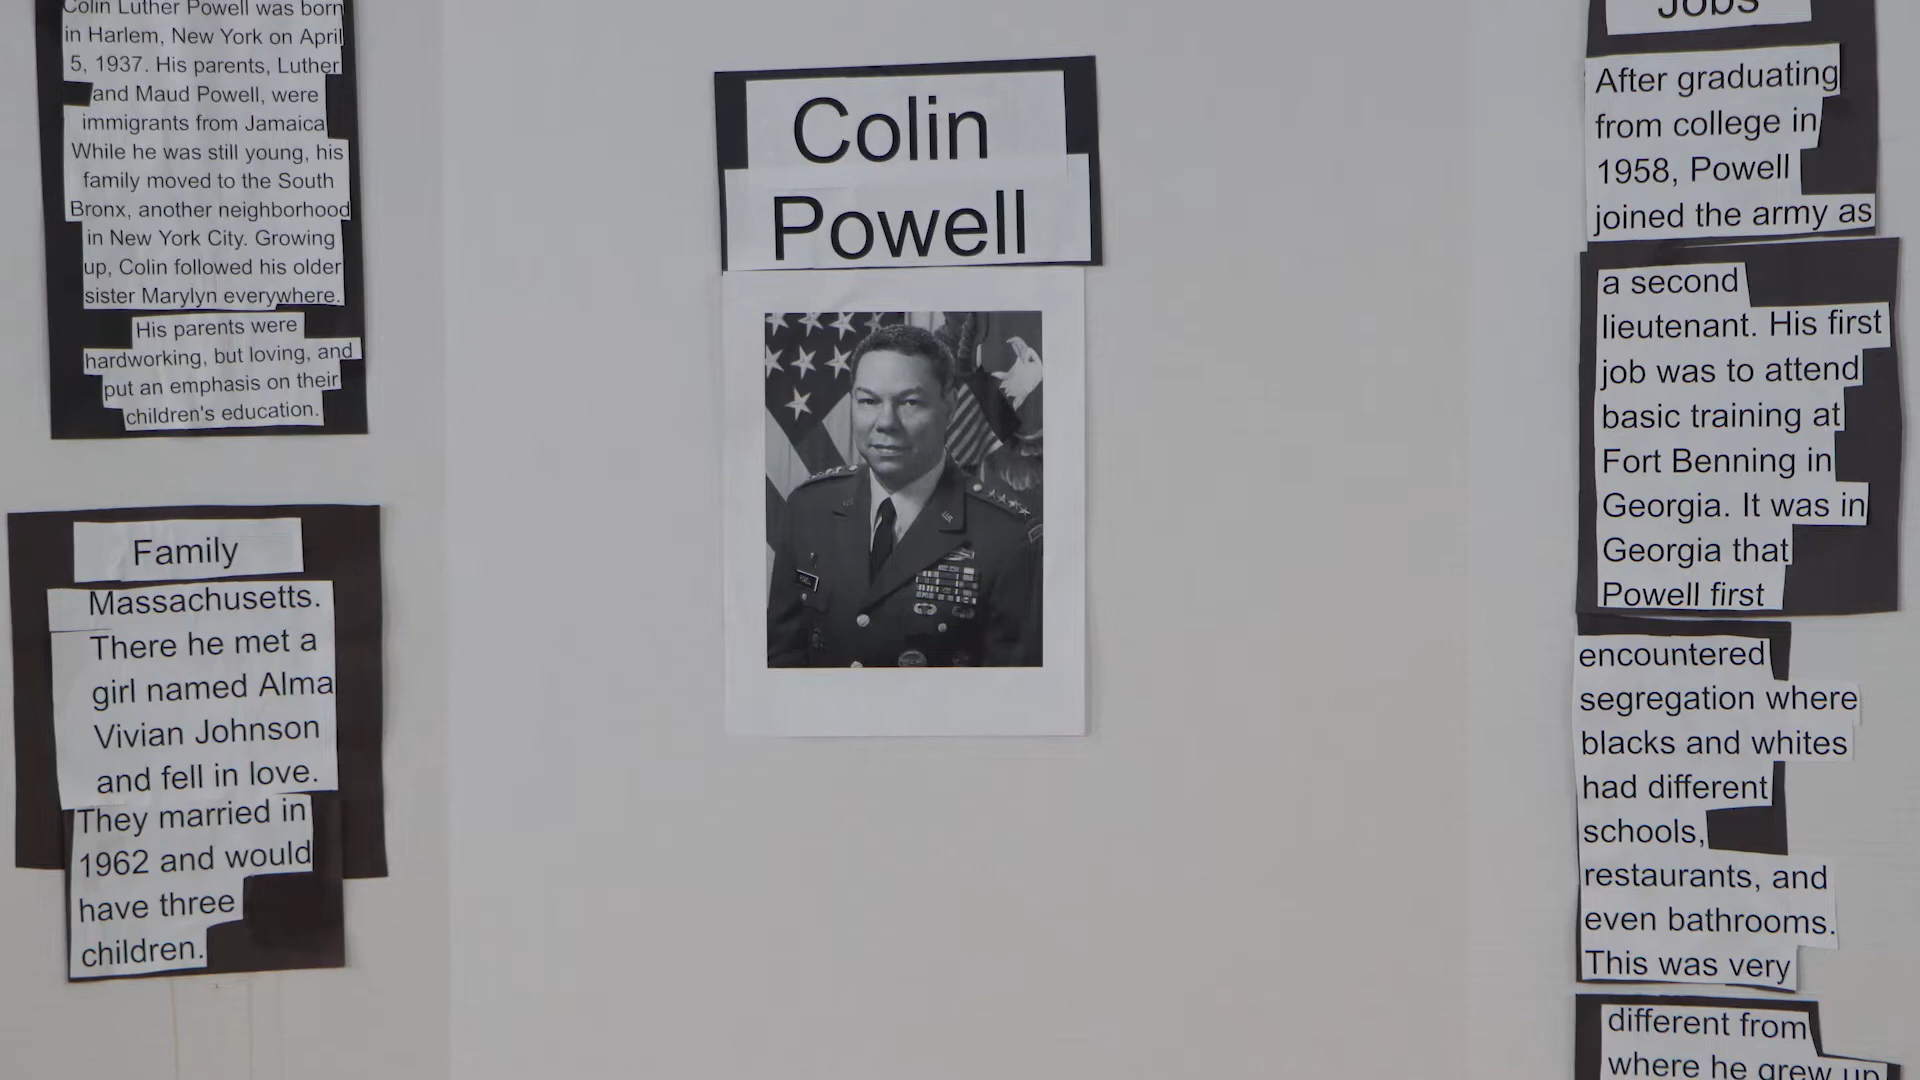 Colin Luther Powell was born
in Harlem, New York on April
5, 1937. His parents, Luther
and Maud Powell, were
immigrants from Jamaica
While he was still young, his
family moved to the South
Bronx, another neighborhood
in New York City. Growing
up, Colin followed his older
sister Marylyn everywhere.
His parents were
hardworking, but loving, and
put an emphasis on their
children's education.
Family
Massachusetts.
There he met a
girl named Alma
Vivian Johnson
and fell in love.
They married in
1962 and would
have three
children.
Colin
Powell
Jobs
After graduating
from college in
1958, Powell
joined the army as
a second
lieutenant. His first
job was to attend
basic training at
Fort Benning in
Georgia. It was in
Georgia that
Powell first
encountered
segregation where
blacks and whites
had different
schools,
restaurants, and
even bathrooms.
This was very
different from
where he grew up